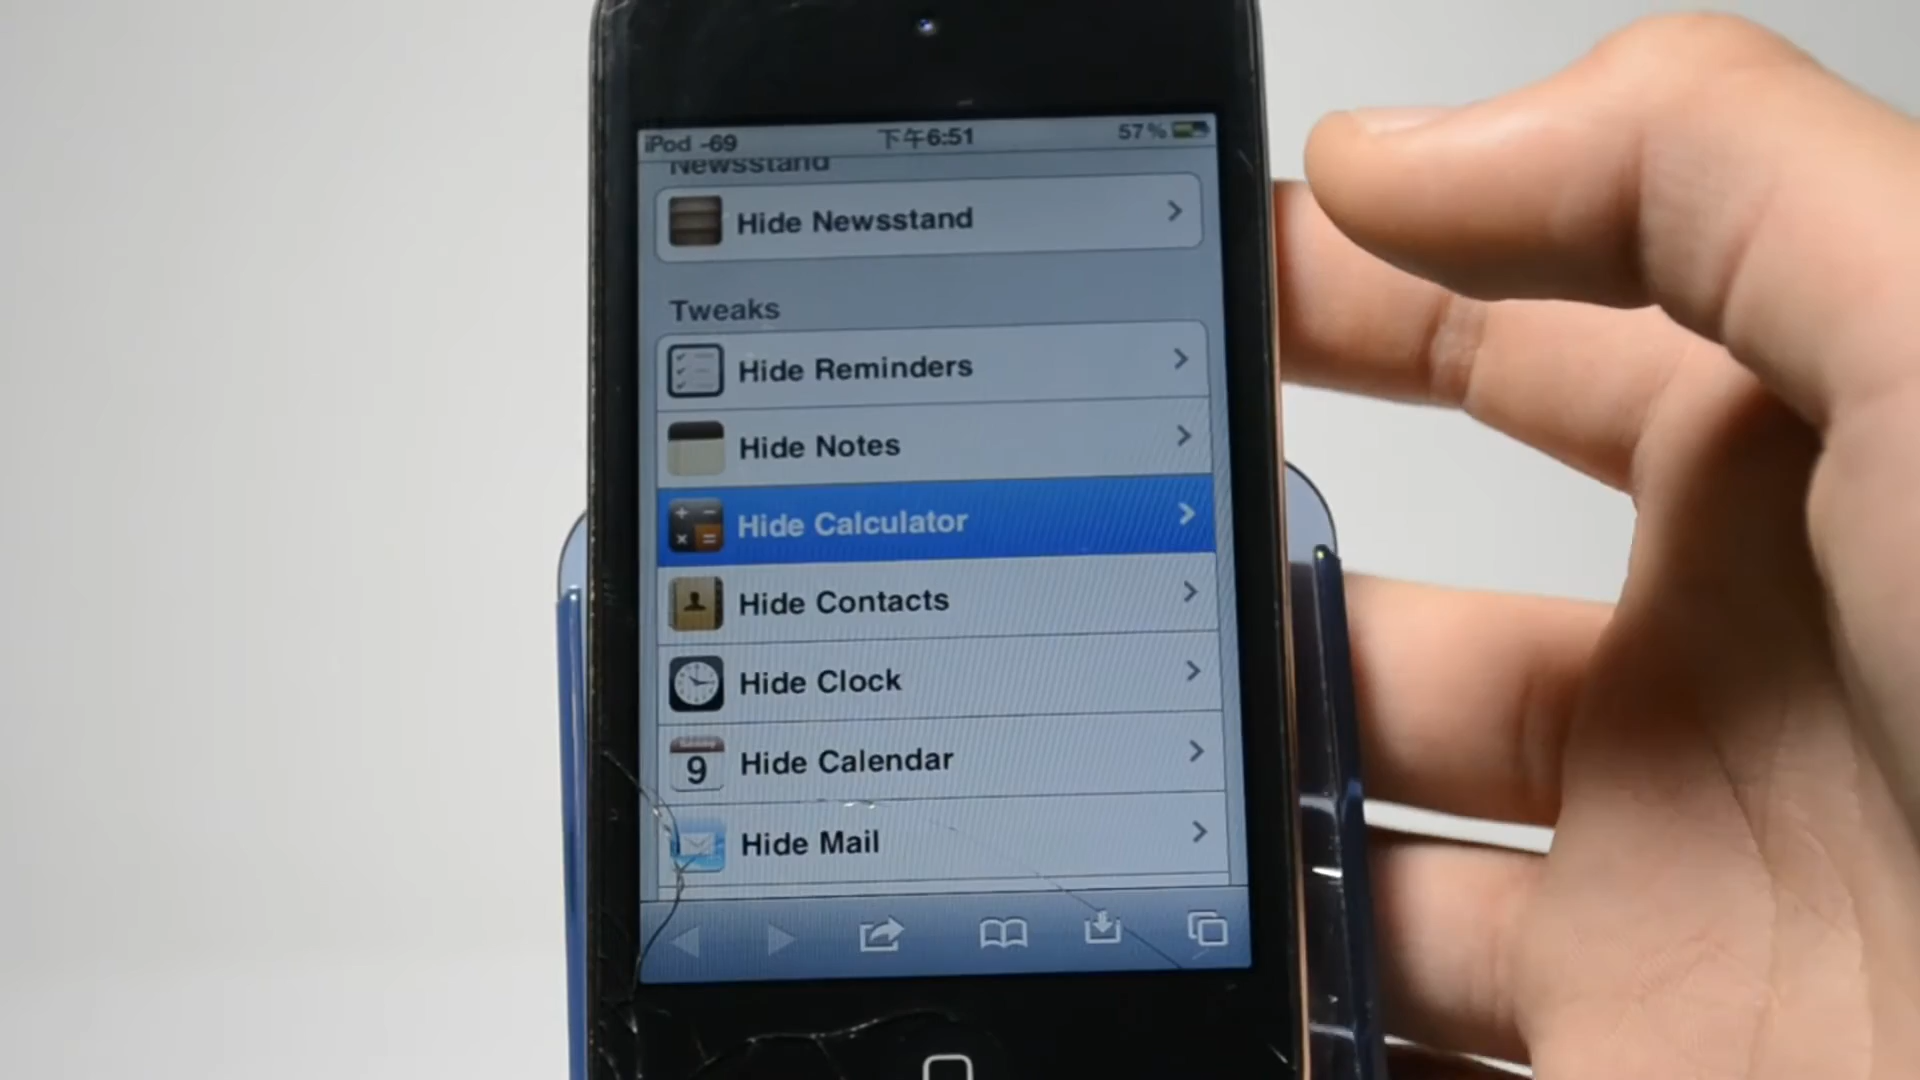 iPod -69 下午6:51 57%
Newsstand
Hide Newsstand
Tweaks
Hide Reminders
Hide Notes
Hide Calculator
Hide Contacts
Hide Clock
Hide Calendar
9
Hide Mail